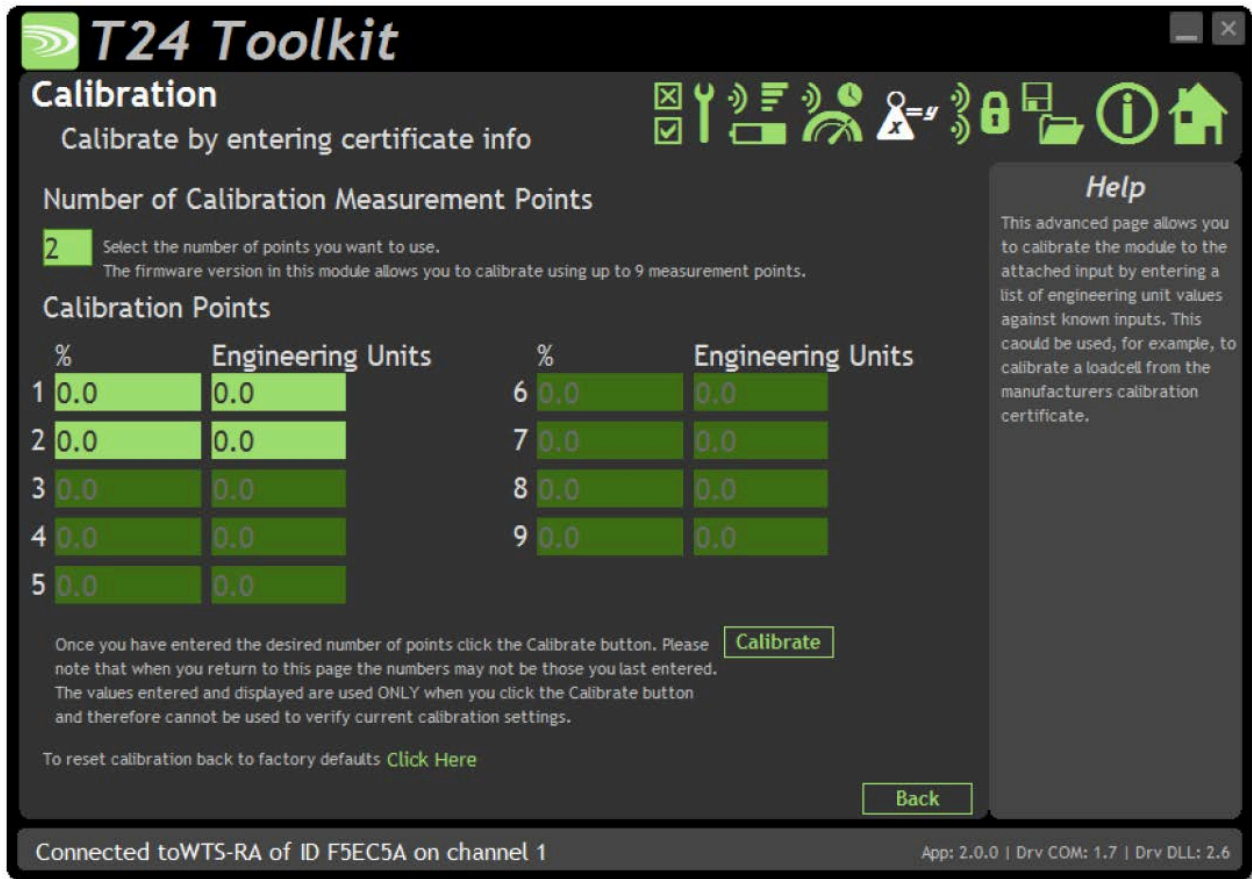 T24 Toolkit
Calibration
Calibrate by entering certificate info
x=y
i
Number of Calibration Measurement Points
2
Select the number of points you want to use.
The firmware version in this module allows you to calibrate using up to 9 measurement points.
Calibration Points
% Engineering Units % Engineering Units
1 0.0 0.0 6 0.0 0.0
2 0.0 0.0 7 0.0 0.0
3 0.0 0.0 8 0.0 0.0
4 0.0 0.0 9 0.0 0.0
5 0.0 0.0
Once you have entered the desired number of points click the Calibrate button. Please
note that when you return to this page the numbers may not be those you last entered.
The values entered and displayed are used ONLY when you click the Calibrate button
and therefore cannot be used to verify current calibration settings.
Calibrate
To reset calibration back to factory defaults Click Here
Back
Help
This advanced page allows you
to calibrate the module to the
attached input by entering a
list of engineering unit values
against known inputs. This
caould be used, for example, to
calibrate a loadcell from the
manufacturers calibration
certificate.
Connected toWTS-RA of ID F5EC5A on channel 1
App: 2.0.0 | Drv COM: 1.7 | Drv DLL: 2.6